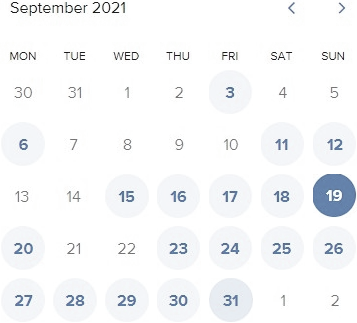 September 2021
MON TUE WED THU FRI SAT SUN
30 31 1 2 3 4 5
6 7 8 9 10 11 12
13 14 15 16 17 18 19
20 21 22 23 24 25 26
27 28 29 30 31 1 2